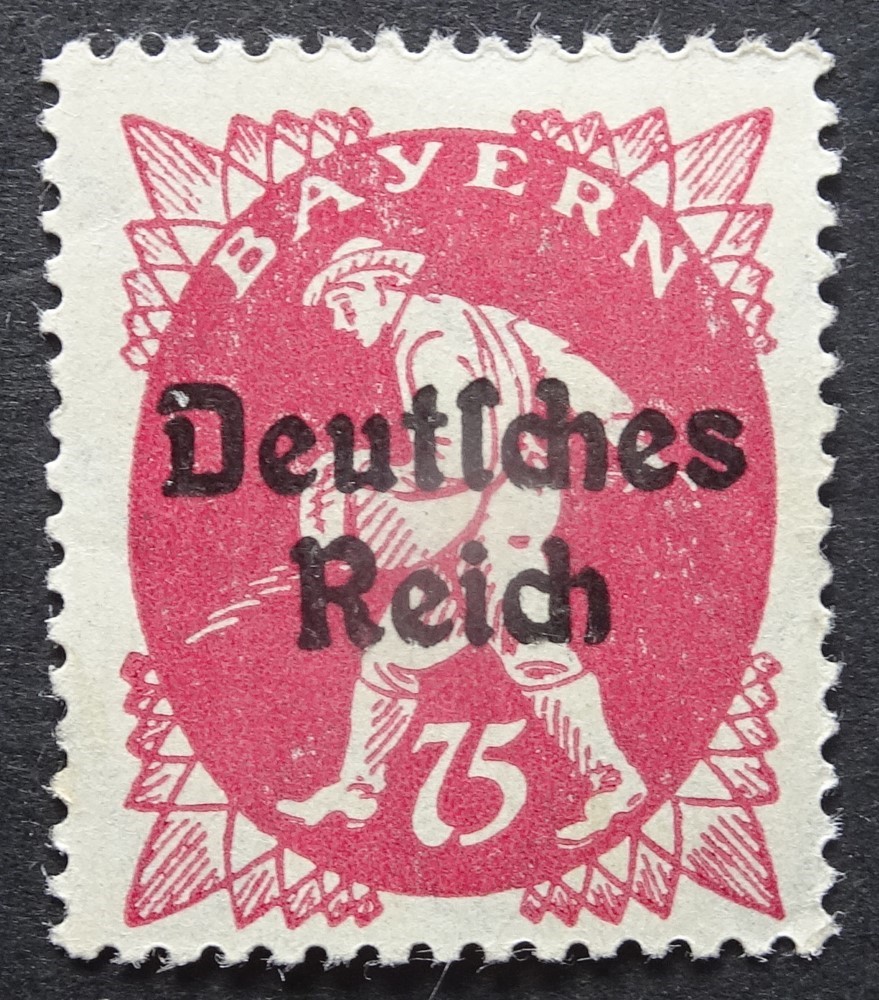 BAYERN
Deutſches
Reich
75